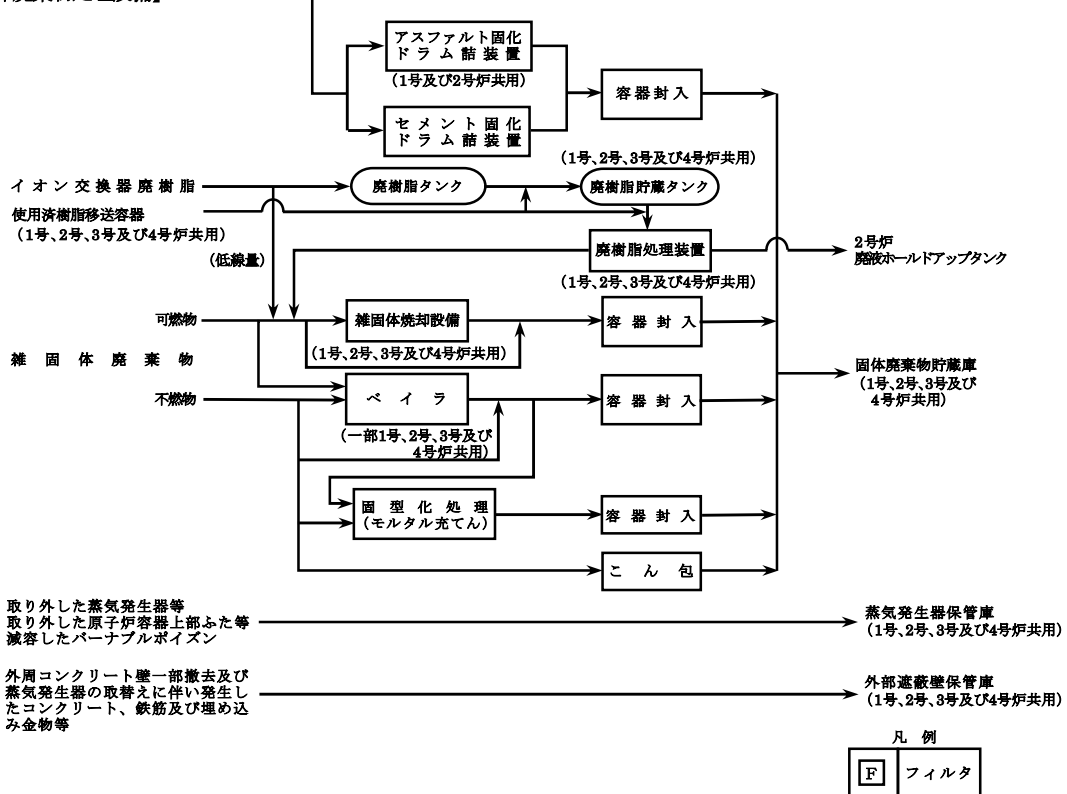 アスファルト固化
ドラム詰装置
(1号及び2号炉共用)
容器封入
セメント固化
ドラム詰装置
(1号、2号、3号及び4号炉共用)
イオン交換器廃樹脂
廃樹脂タンク
廃樹脂貯蔵タンク
使用済樹脂移送容器
(1号、2号、3号及び4号炉共用)
(低線量)
廃樹脂処理装置
(1号、2号、3号及び4号炉共用)
2号炉
廃液ホールドアップタンク
可燃物
雑固体焼却設備
(1号、2号、3号及び4号炉共用)
容器封入
雑固体廃棄物
固体廃棄物貯蔵庫
(1号、2号、3号及び
4号炉共用)
不燃物
ベイラ
(一部1号、2号、3号及び
4号炉共用)
容器封入
固型化処理
(モルタル充てん)
容器封入
こん包
取り外した蒸気発生器等
取り外した原子炉容器上部ふた等
減容したバーナブルポイズン
蒸気発生器保管庫
(1号、2号、3号及び4号炉共用)
外周コンクリート壁一部撤去及び
蒸気発生器の取替えに伴い発生し
たコンクリート、鉄筋及び埋め込
み金物等
外部遮蔽壁保管庫
(1号、2号、3号及び4号炉共用)
凡例
F フィルタ